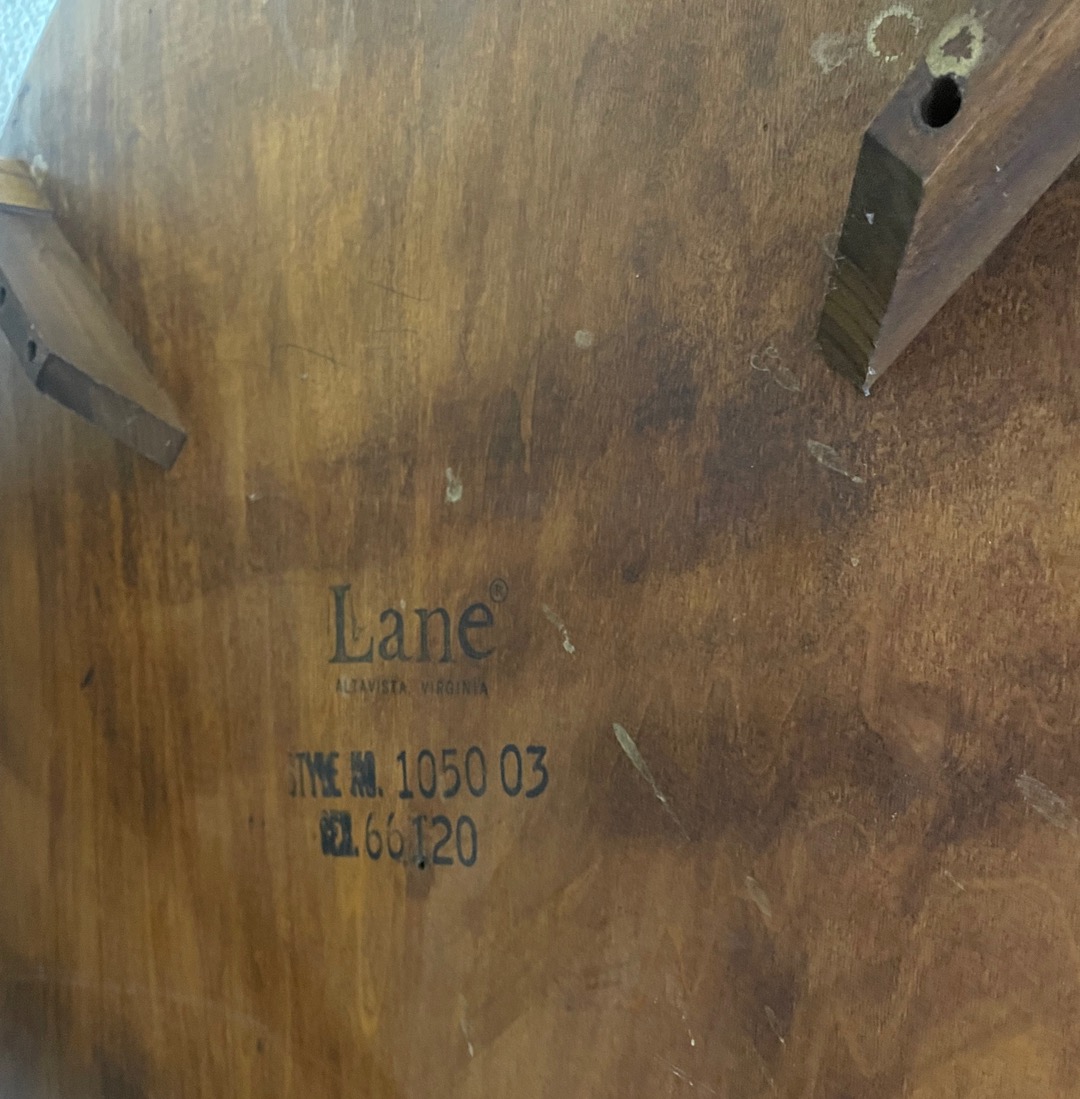 Lane®
ALTAVISTA, VIRGINIA
STYLE NO. 1050 03
66120